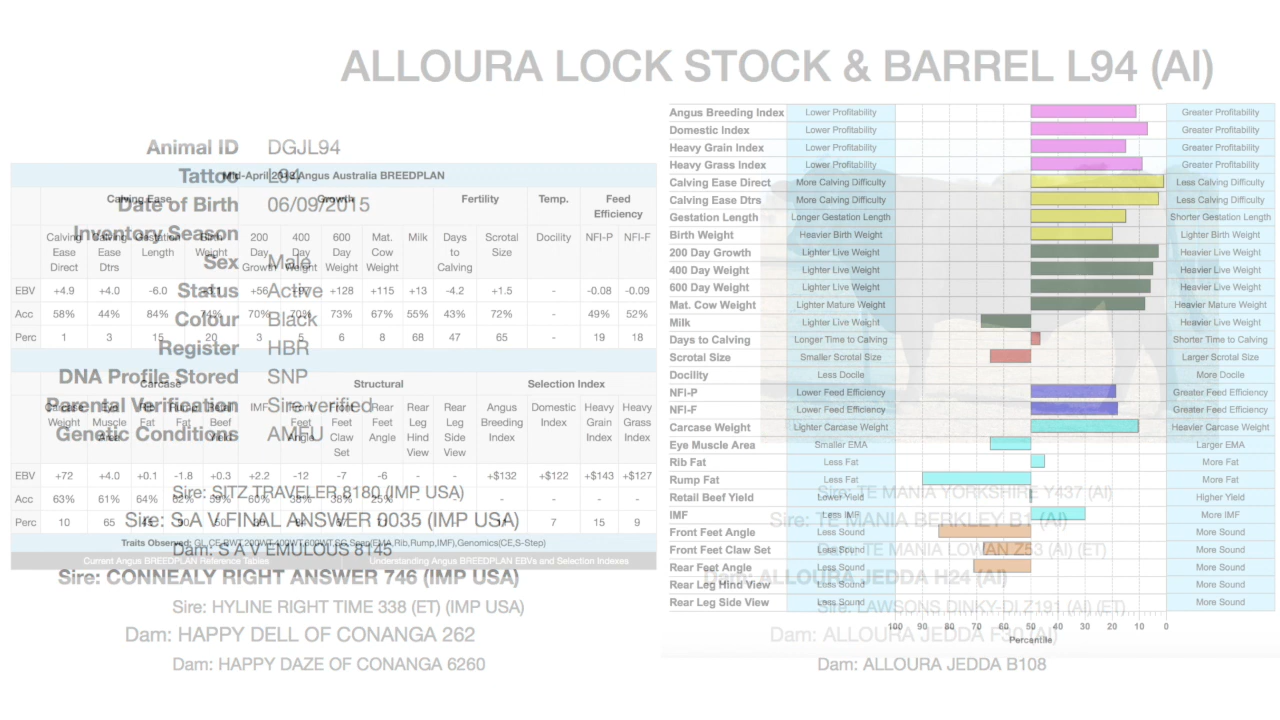 ALLOURA LOCK STOCK & BARREL L94 (AI)
Animal ID DGJL94
Tattoo L94
Date of Birth 06/09/2015
Inventory Season
Sex Male
Status Active
Colour Black
Register HBR
DNA Profile Stored SNP
Parental Verification Sire verified
Genetic Conditions AMFU
Mid-April 2018 Angus Australia BREEDPLAN
Calving Ease Growth Fertility Temp. Feed Efficiency
Calving Ease Direct Calving Ease Dtrs Gestation Length Birth Weight 200 Day Growth 400 Day Weight 600 Day Weight Mat. Cow Weight Milk Days to Calving Scrotal Size Docility NFI-P NFI-F
EBV +4.9 +4.0 -6.0 +56 +128 +115 +13 -4.2 +1.5 - -0.08 -0.09
Acc 58% 44% 84% 74% 70% 70% 73% 67% 55% 43% 72% - 49% 52%
Perc 1 3 15 20 3 5 6 8 68 47 65 - 19 18
Carcase Structural Selection Index
Carcase Weight Eye Muscle Area Rib Fat Rump Fat Retail Beef Yield IMF Front Feet Angle Front Feet Claw Set Rear Feet Angle Rear Leg Hind View Rear Leg Side View Angus Breeding Index Domestic Index Heavy Grain Index Heavy Grass Index
EBV +72 +4.0 +0.1 -1.8 +0.3 +2.2 -12 -7 -6 - - +$132 +$122 +$143 +$127
Acc 63% 61% 64% 62% 59% 60% 38% 38% 25% - - - - - -
Perc 10 65 50 7 15 9
Traits Observed: GL,CE,BWT,200WT,400WT,600WT,SC,Scan(EMA,Rib,Rump,IMF),Genomics(CE,S-Step)
Current Angus BREEDPLAN Reference Tables Understanding Angus BREEDPLAN EBVs and Selection Indexes
Sire: SITZ TRAVELER 8180 (IMP USA)
Sire: S A V FINAL ANSWER 0035 (IMP USA)
Dam: S A V EMULOUS 8145
Sire: CONNEALY RIGHT ANSWER 746 (IMP USA)
Sire: HYLINE RIGHT TIME 338 (ET) (IMP USA)
Dam: HAPPY DELL OF CONANGA 262
Dam: HAPPY DAZE OF CONANGA 6260
Angus Breeding Index Lower Profitability Greater Profitability
Domestic Index Lower Profitability Greater Profitability
Heavy Grain Index Lower Profitability Greater Profitability
Heavy Grass Index Lower Profitability Greater Profitability
Calving Ease Direct More Calving Difficulty Less Calving Difficulty
Calving Ease Dtrs More Calving Difficulty Less Calving Difficulty
Gestation Length Longer Gestation Length Shorter Gestation Length
Birth Weight Heavier Birth Weight Lighter Birth Weight
200 Day Growth Lighter Live Weight Heavier Live Weight
400 Day Weight Lighter Live Weight Heavier Live Weight
600 Day Weight Lighter Live Weight Heavier Live Weight
Mat. Cow Weight Lighter Mature Weight Heavier Mature Weight
Milk Lighter Live Weight Heavier Live Weight
Days to Calving Longer Time to Calving Shorter Time to Calving
Scrotal Size Smaller Scrotal Size Larger Scrotal Size
Docility Less Docile More Docile
NFI-P Lower Feed Efficiency Greater Feed Efficiency
NFI-F Lower Feed Efficiency Greater Feed Efficiency
Carcase Weight Lighter Carcase Weight Heavier Carcase Weight
Eye Muscle Area Smaller EMA Larger EMA
Rib Fat Less Fat More Fat
Rump Fat Less Fat More Fat
Retail Beef Yield Lower Yield Higher Yield
IMF Less IMF More IMF
Front Feet Angle Less Sound More Sound
Front Feet Claw Set Less Sound More Sound
Rear Feet Angle Less Sound More Sound
Rear Leg Hind View Less Sound More Sound
Rear Leg Side View Less Sound More Sound
100 90 80 70 60 50 40 30 20 10 0
Percentile
Sire: TE MANIA YORKSHIRE Y437 (AI)
Sire: TE MANIA BERKLEY B1 (AI)
Dam: TE MANIA LOWAN Z53 (AI) (ET)
Dam: ALLOURA JEDDA H24 (AI)
Sire: LAWSONS DINKY-DI Z191 (AI) (ET)
Dam: ALLOURA JEDDA F30 (AI)
Dam: ALLOURA JEDDA B108